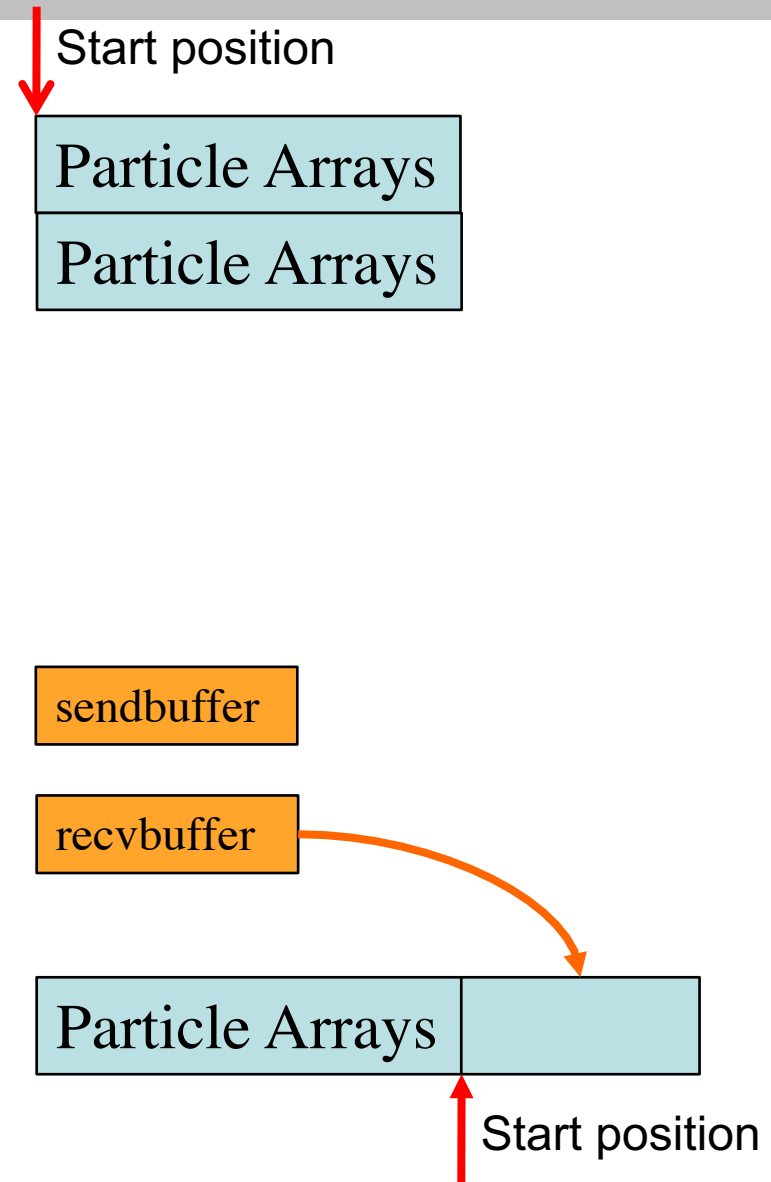 Start position
Particle Arrays
Particle Arrays
sendbuffer
recvbuffer
Particle Arrays
Start position